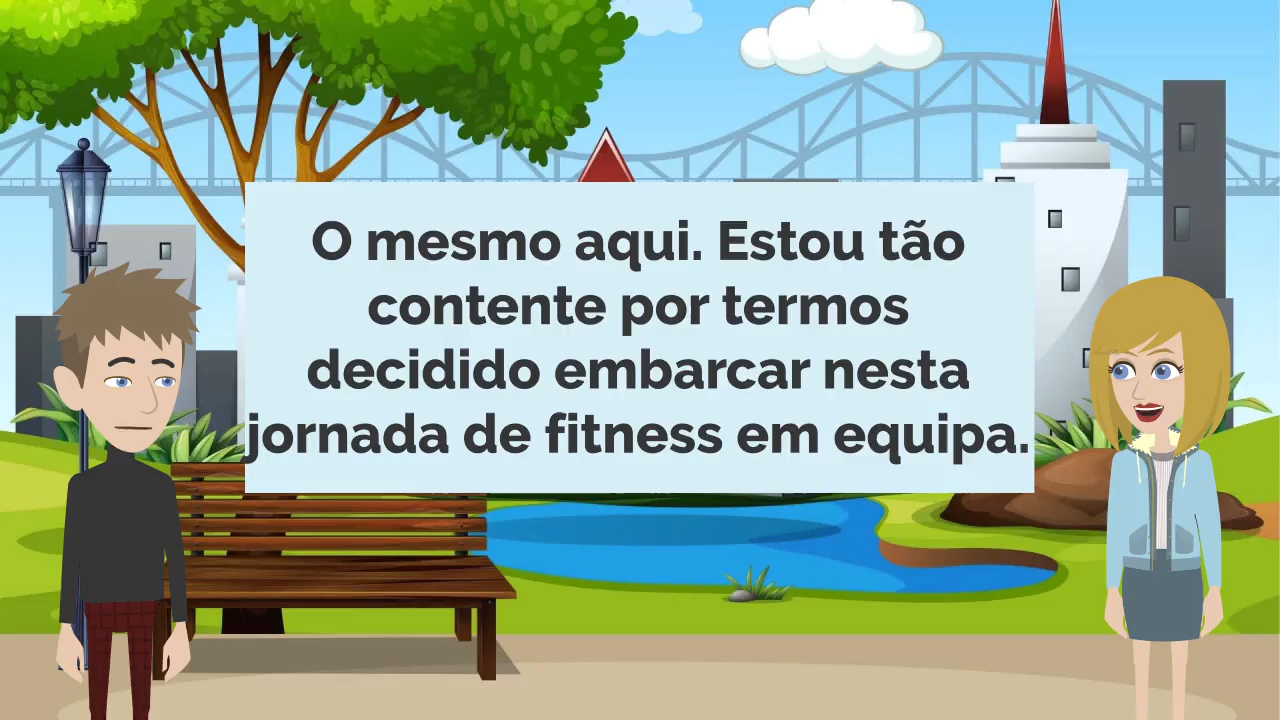 O mesmo aqui. Estou tão
contente por termos
decidido embarcar nesta
jornada de fitness em equipa.